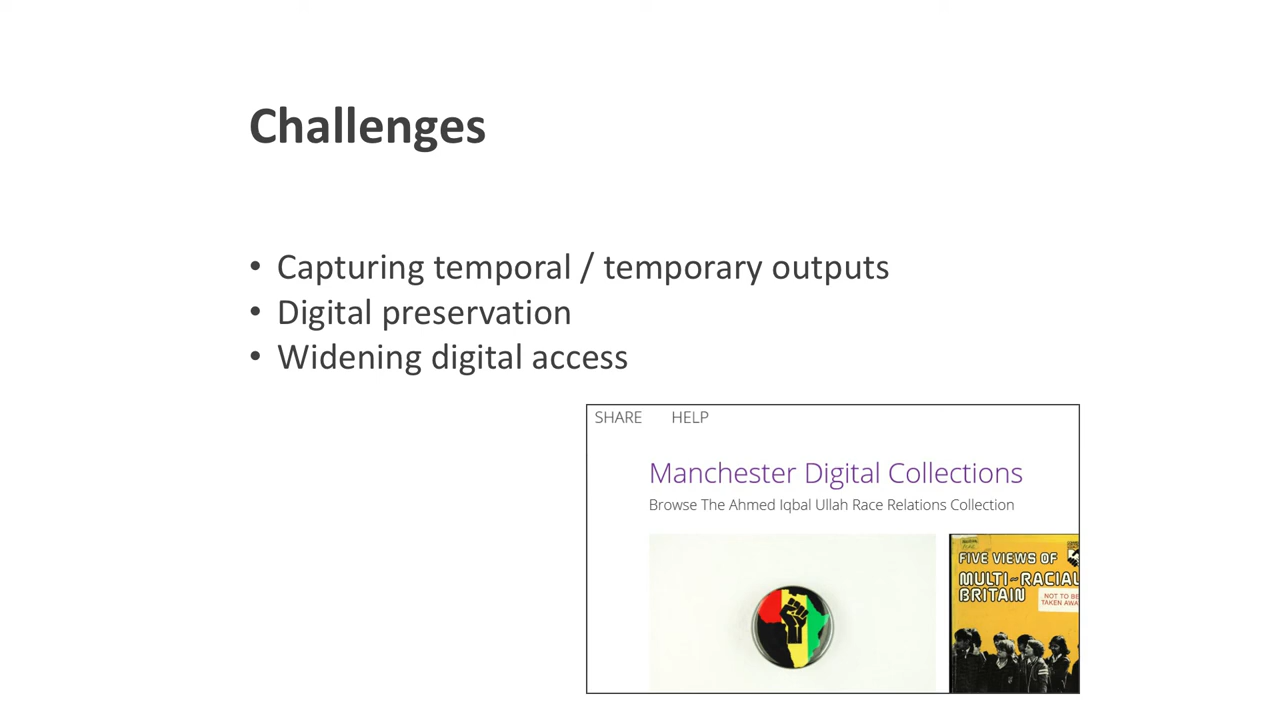 Challenges
• Capturing temporal / temporary outputs
• Digital preservation
• Widening digital access
SHARE HELP
Manchester Digital Collections
Browse The Ahmed Iqbal Ullah Race Relations Collection
FIVE VIEWS OF
MULTI-RACIAL
BRITAIN
NOT TO BE
TAKEN AWA